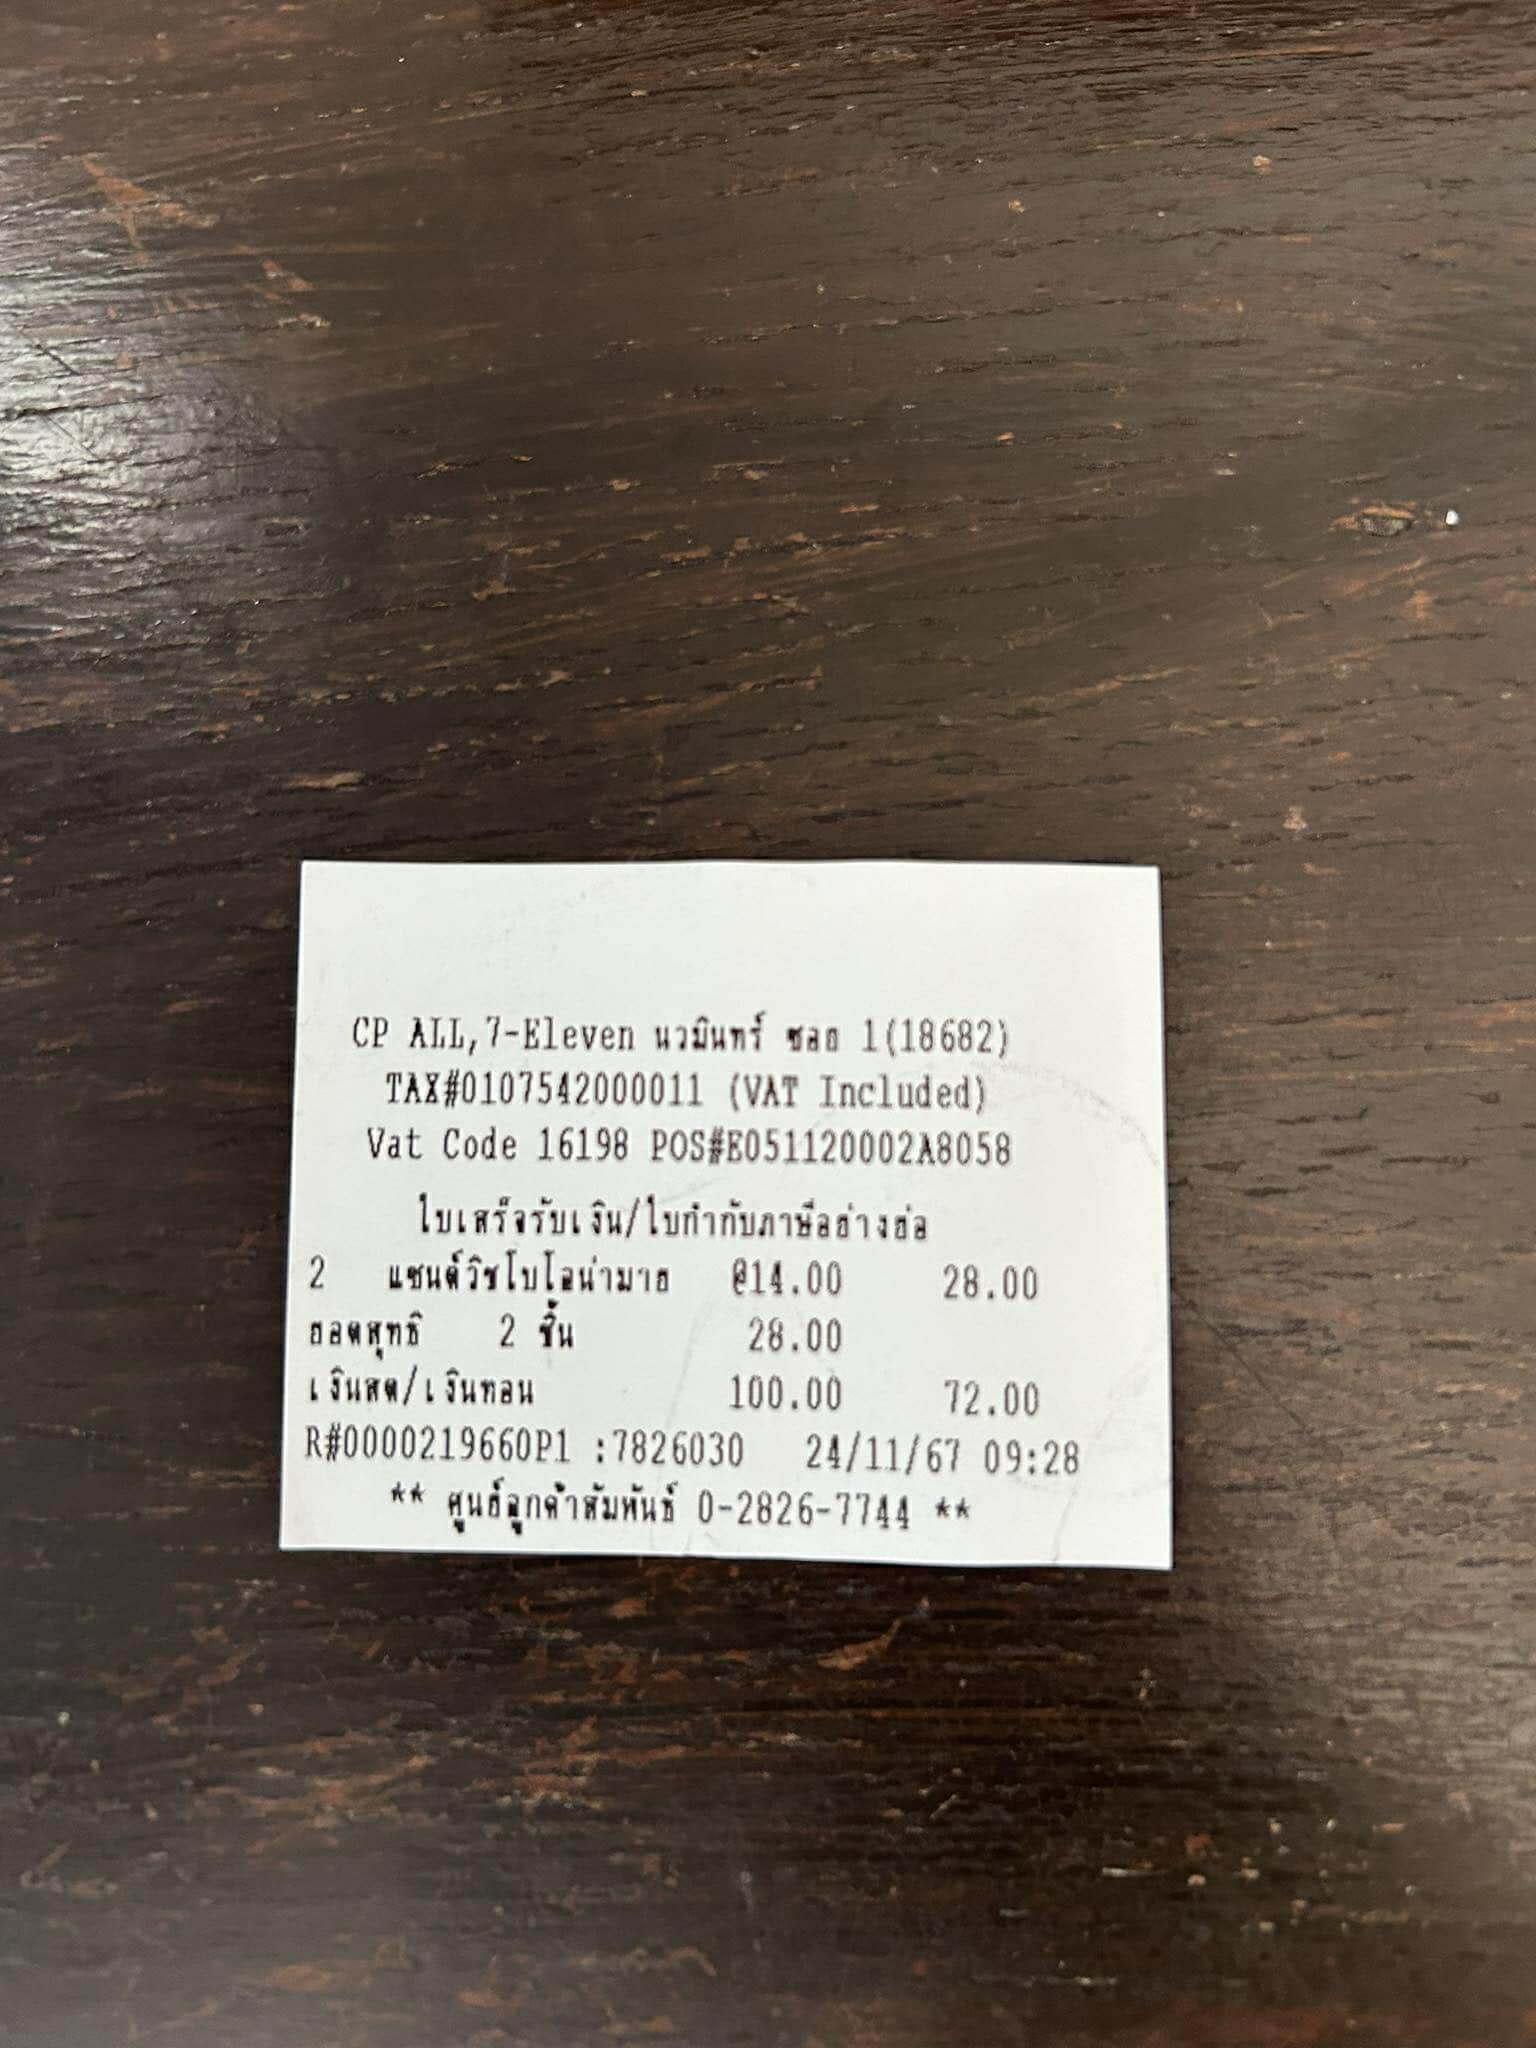 CP ALL,7-Eleven นวมินทร์ ซอย 1(18682)
TAX#0107542000011 (VAT Included)
Vat Code 16198 POS#E051120002A8058
ใบเสร็จรับเงิน/ใบกำกับภาษีอย่างย่อ
2 แซนด์วิชโบโลน่ามาย @14.00 28.00
ยอดสุทธิ 2 ชิ้น 28.00
เงินสด/เงินทอน 100.00 72.00
R#0000219660P1 :7826030 24/11/67 09:28
** ศูนย์ลูกค้าสัมพันธ์ 0-2826-7744 **